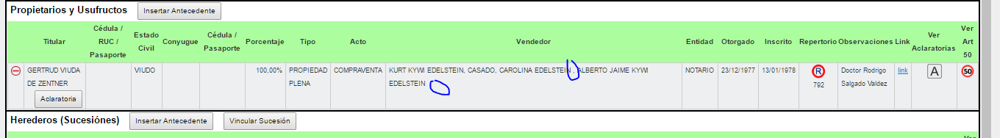 Propietarios y Usufructos Insertar Antecedente
Titular Cédula / RUC / Pasaporte Estado Civil Conyugue Cédula / Pasaporte Porcentaje Tipo Acto Vendedor Entidad Otorgado Inscrito Repertorio Observaciones Link Ver Aclaratorias Ver Art 50
GERTRUD VIUDA VIUDO 100,00% PROPIEDAD COMPRAVENTA KURT KYWI EDELSTEIN, CASADO, CAROLINA EDELSTEIN , ALBERTO JAIME KYWI NOTARIO 23/12/1977 13/01/1978 R Doctor Rodrigo link A 50
DE ZENTNER PLENA EDELSTEIN 792 Salgado Valdez
Aclaratoria
Herederos (Sucesiónes) Insertar Antecedente Vincular Sucesión
Ver